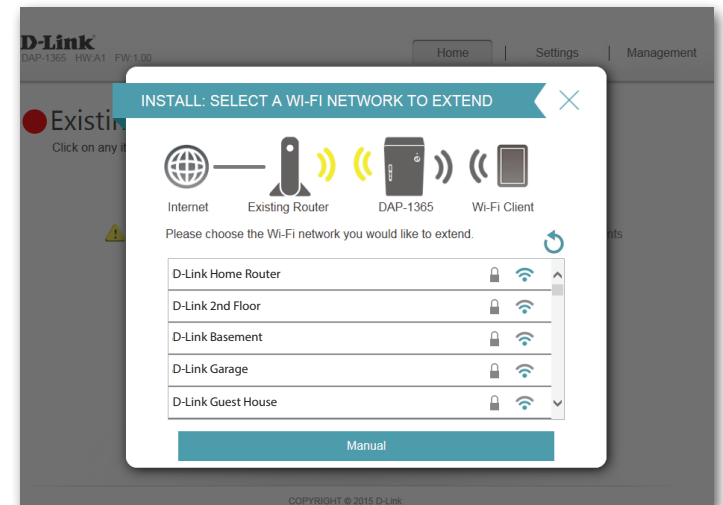 D-Link
DAP-1365 HW:A1 FW:1.00
Home | Settings | Management
INSTALL: SELECT A WI-FI NETWORK TO EXTEND
Existin
Click on any it
Internet Existing Router DAP-1365 Wi-Fi Client
Please choose the Wi-Fi network you would like to extend.
nts
D-Link Home Router
D-Link 2nd Floor
D-Link Basement
D-Link Garage
D-Link Guest House
Manual
COPYRIGHT © 2015 D-Link